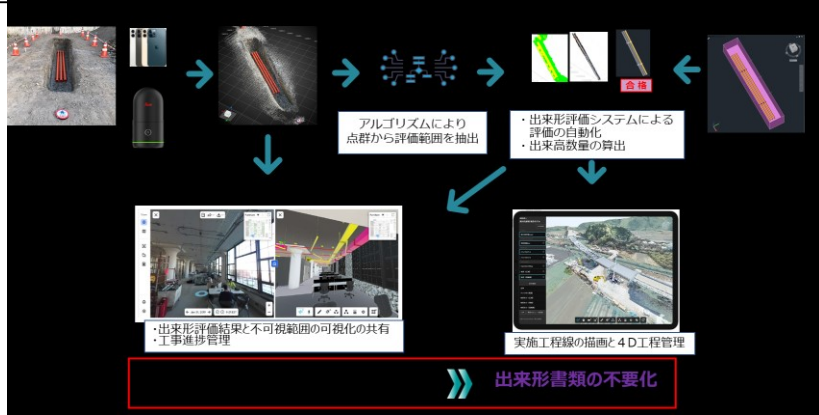 合格
アルゴリズムにより
点群から評価範囲を抽出
・出来形評価システムによる
評価の自動化
・出来高数量の算出
・出来形評価結果と不可視範囲の可視化の共有
・工事進捗管理
実施工程線の描画と4D工程管理
出来形書類の不要化